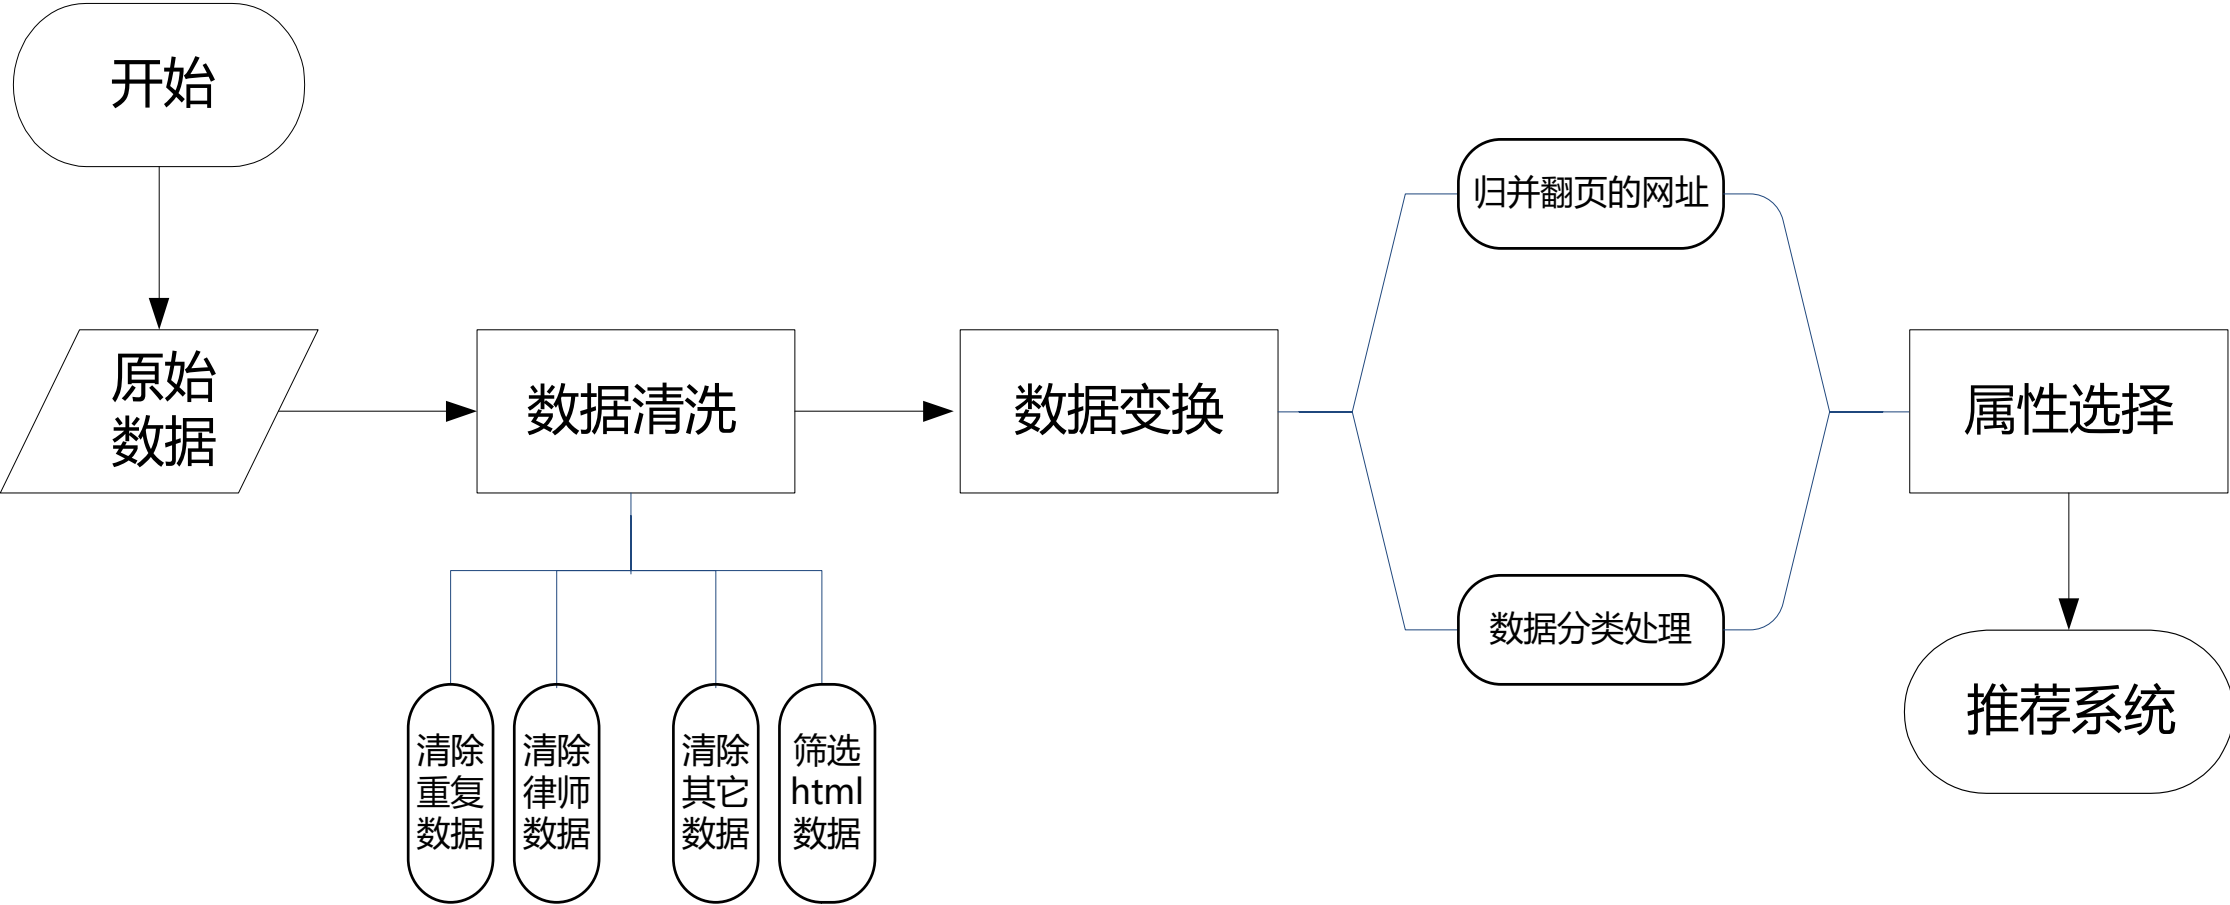 开始
原始
数据
数据清洗
数据变换
归并翻页的网址
数据分类处理
属性选择
推荐系统
清除
重复
数据
清除
律师
数据
清除
其它
数据
筛选
html
数据